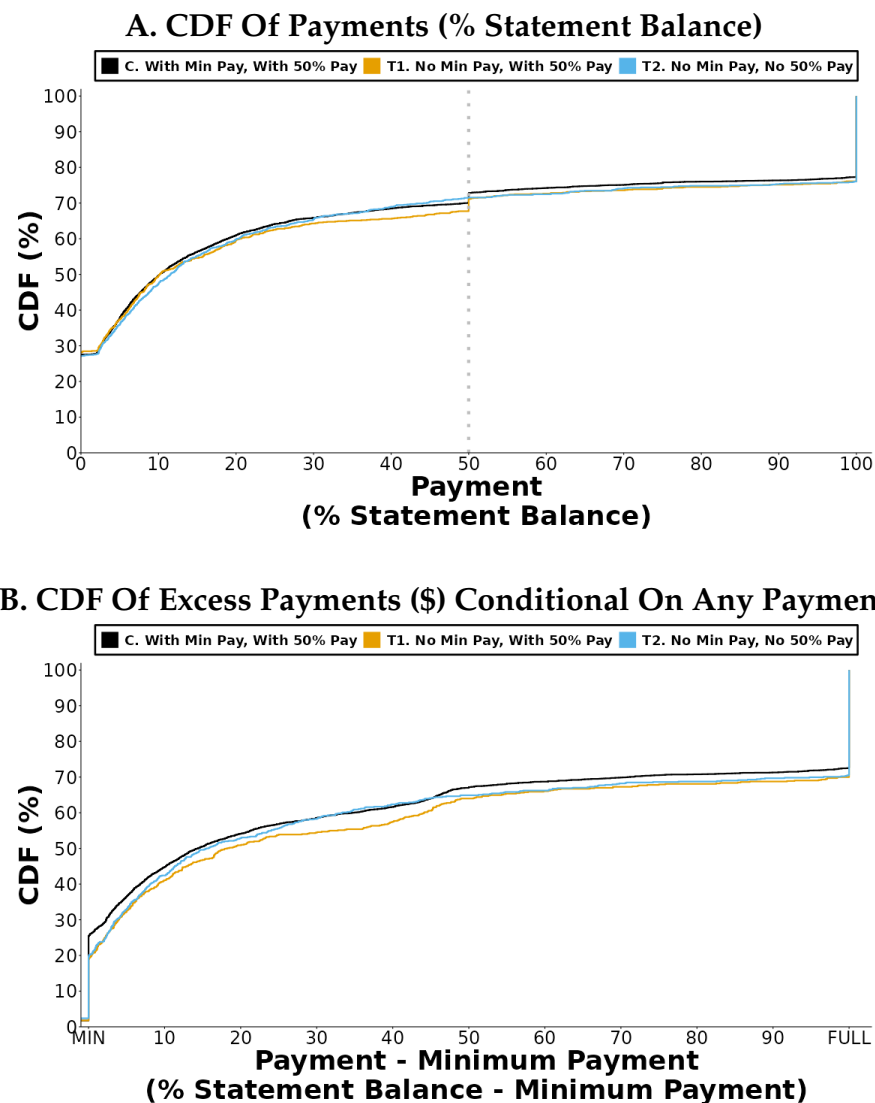 A. CDF Of Payments (% Statement Balance)
C. With Min Pay, With 50% Pay T1. No Min Pay, With 50% Pay T2. No Min Pay, No 50% Pay
100
90
80
70
60
50
40
30
20
10
0
CDF (%)
0 10 20 30 40 50 60 70 80 90 100
Payment
(% Statement Balance)
B. CDF Of Excess Payments ($) Conditional On Any Paymen
C. With Min Pay, With 50% Pay T1. No Min Pay, With 50% Pay T2. No Min Pay, No 50% Pay
100
90
80
70
60
50
40
30
20
10
0
CDF (%)
MIN 10 20 30 40 50 60 70 80 90 FULL
Payment - Minimum Payment
(% Statement Balance - Minimum Payment)